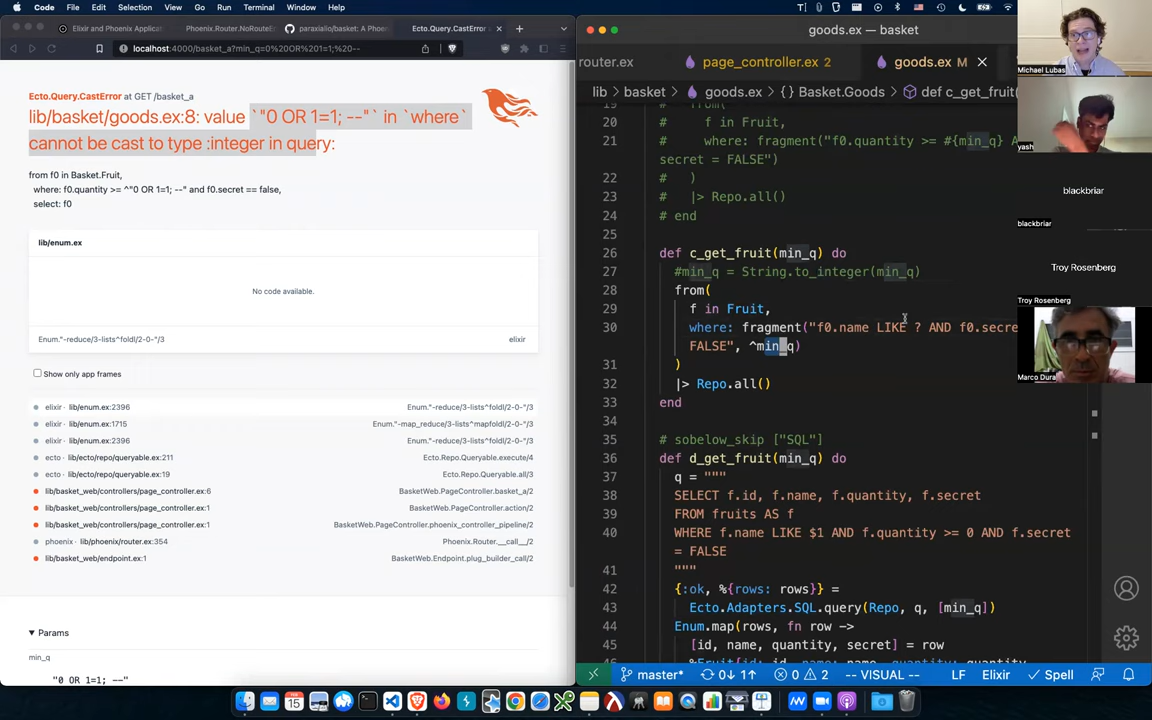 Code File Edit Selection View Go Run Terminal Window Help
FEB 15
Elixir and Phoenix Applica
Phoenix.Router.NoRouteE
paraxialio/basket: A Phoen
Ecto.Query.CastError at G
localhost:4000/basket_a?min_q=0%20OR%201=1;%20--
Ecto.Query.CastError at GET /basket_a
lib/basket/goods.ex:8: value `"0 OR 1=1; --"` in `where`
cannot be cast to type :integer in query:
from f0 in Basket.Fruit,
where: f0.quantity >= ^"0 OR 1=1; --" and f0.secret == false,
select: f0
lib/enum.ex
No code available.
Enum."-reduce/3-lists^foldl/2-0-"/3 elixir
Show only app frames
elixir · lib/enum.ex:2396 Enum."-reduce/3-lists^foldl/2-0-"/3
elixir · lib/enum.ex:1715 Enum."-map_reduce/3-lists^mapfoldl/2-0-"/3
elixir · lib/enum.ex:2396 Enum."-reduce/3-lists^foldl/2-0-"/3
ecto · lib/ecto/repo/queryable.ex:211 Ecto.Repo.Queryable.execute/4
ecto · lib/ecto/repo/queryable.ex:19 Ecto.Repo.Queryable.all/3
lib/basket_web/controllers/page_controller.ex:6 BasketWeb.PageController.basket_a/2
lib/basket_web/controllers/page_controller.ex:1 BasketWeb.PageController.action/2
lib/basket_web/controllers/page_controller.ex:1 BasketWeb.PageController.phoenix_controller_pipeline/2
phoenix · lib/phoenix/router.ex:354 Phoenix.Router.__call__/2
lib/basket_web/endpoint.ex:1 BasketWeb.Endpoint.plug_builder_call/2
▼ Params
min_q
"0 OR 1=1; --"
goods.ex — basket
router.ex page_controller.ex 2 goods.ex M
lib > basket > goods.ex > {} Basket.Goods > def c_get_fruit(
19 # from(
20 # f in Fruit,
21 # where: fragment("f0.quantity >= #{min_q} A
secret = FALSE")
22 # )
23 # |> Repo.all()
24 # end
25
26 def c_get_fruit(min_q) do
27 #min_q = String.to_integer(min_q)
28 from(
29 f in Fruit,
30 where: fragment("f0.name LIKE ? AND f0.secre
FALSE", ^min_q)
31 )
32 |> Repo.all()
33 end
34
35 # sobelow_skip ["SQL"]
36 def d_get_fruit(min_q) do
37 q = """
38 SELECT f.id, f.name, f.quantity, f.secret
39 FROM fruits AS f
40 WHERE f.name LIKE $1 AND f.quantity >= 0 AND f.secret
= FALSE
41 """
42 {:ok, %{rows: rows}} =
43 Ecto.Adapters.SQL.query(Repo, q, [min_q])
44 Enum.map(rows, fn row ->
45 [id, name, quantity, secret] = row
master* 0↓ 1↑ 0 2 -- VISUAL -- LF Elixir Spell
Michael Lubas
yash
blackbriar
blackbriar
Troy Rosenberg
Troy Rosenberg
Marco Dura